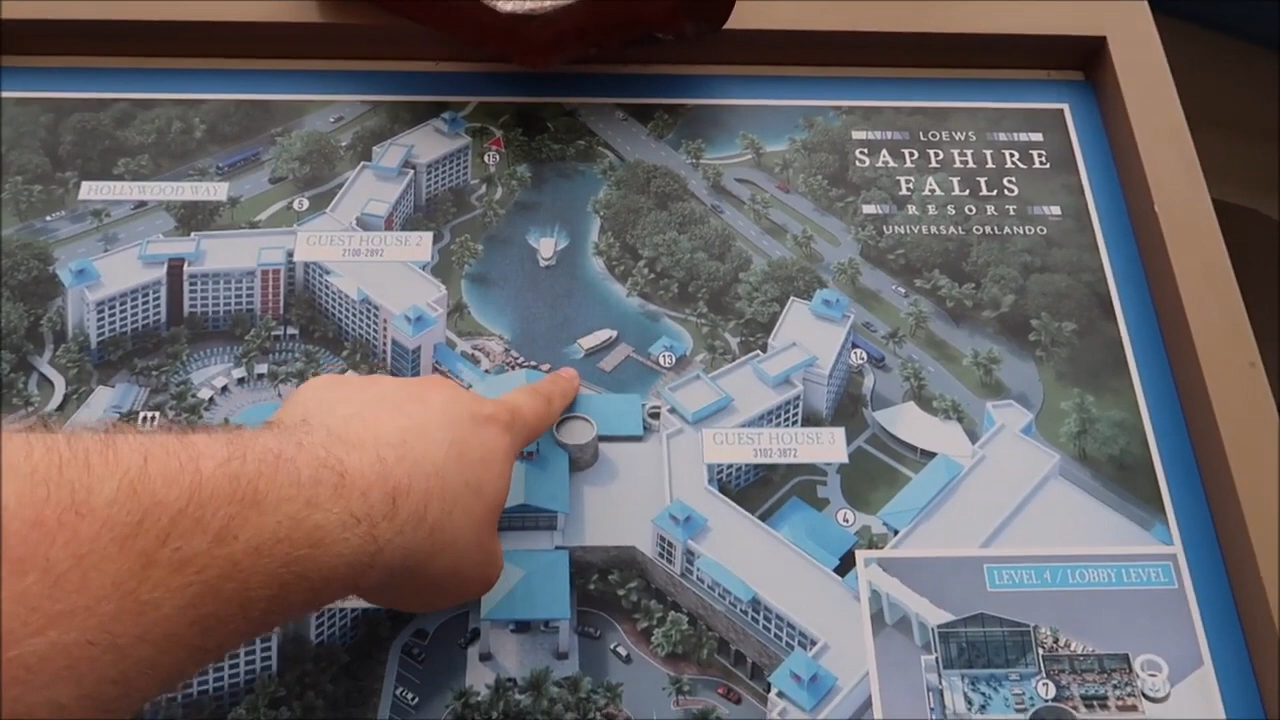 LOEWS
SAPPHIRE
FALLS
RESORT
UNIVERSAL ORLANDO
15
HOLLYWOOD WAY
5
GUEST HOUSE 2
2100-2892
13
14
GUEST HOUSE 3
3102-3872
4
LEVEL 4 / LOBBY LEVEL
7